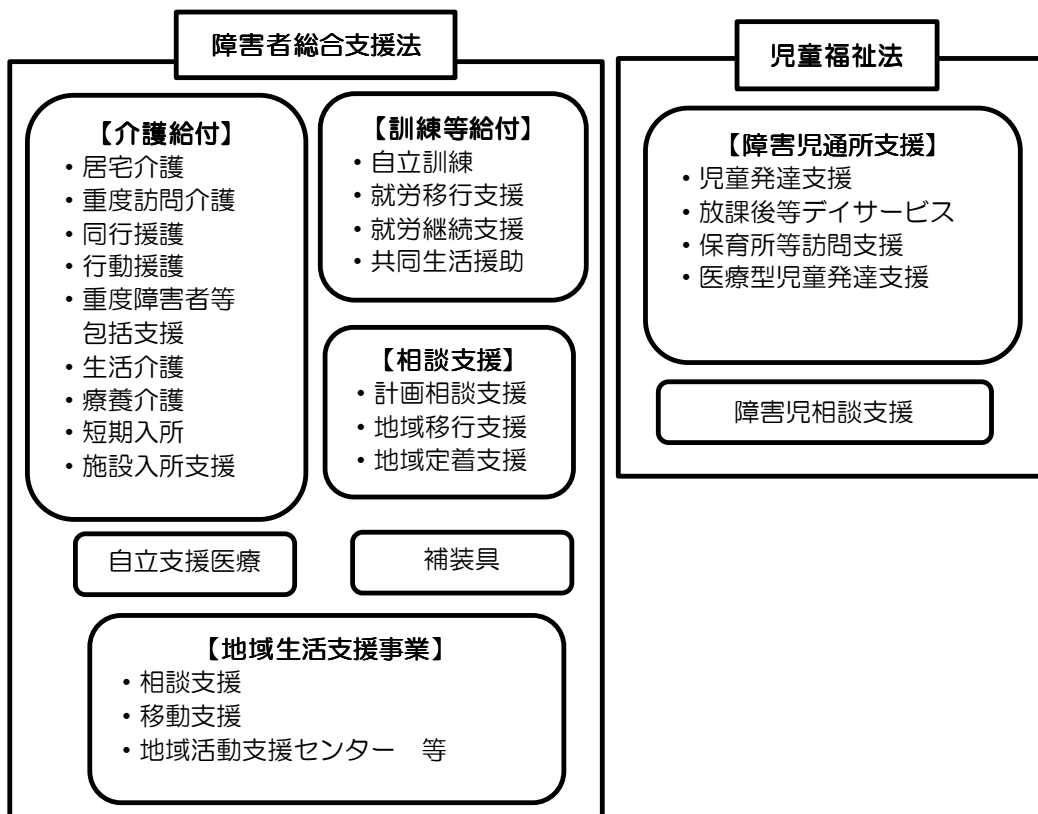 障害者総合支援法
【介護給付】
・居宅介護
・重度訪問介護
・同行援護
・行動援護
・重度障害者等
包括支援
・生活介護
・療養介護
・短期入所
・施設入所支援
【訓練等給付】
・自立訓練
・就労移行支援
・就労継続支援
・共同生活援助
【相談支援】
・計画相談支援
・地域移行支援
・地域定着支援
自立支援医療
補装具
【地域生活支援事業】
・相談支援
・移動支援
・地域活動支援センター　等
児童福祉法
【障害児通所支援】
・児童発達支援
・放課後等デイサービス
・保育所等訪問支援
・医療型児童発達支援
障害児相談支援